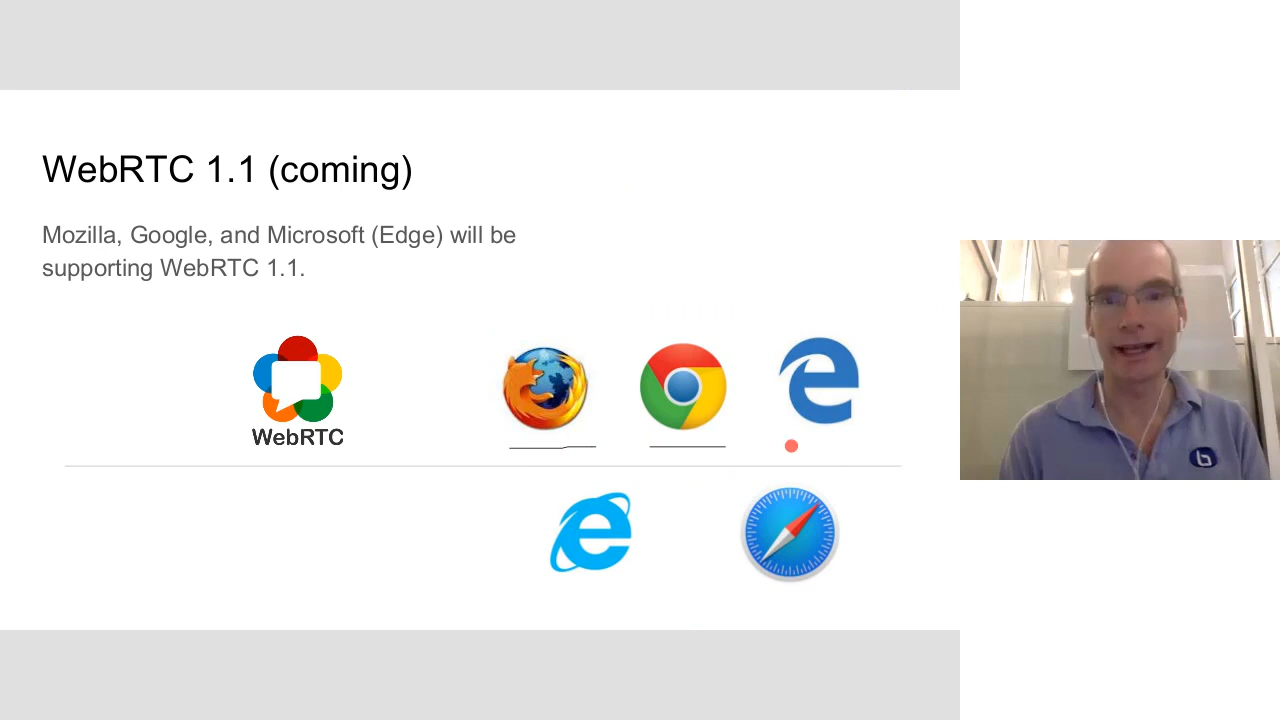 WebRTC 1.1 (coming)
Mozilla, Google, and Microsoft (Edge) will be
supporting WebRTC 1.1.
WebRTC